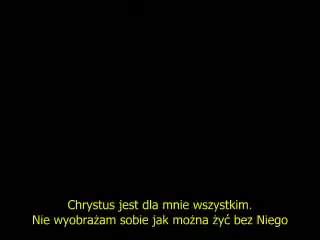 Chrystus jest dla mnie wszystkim.
Nie wyobrażam sobie jak można żyć bez Niego